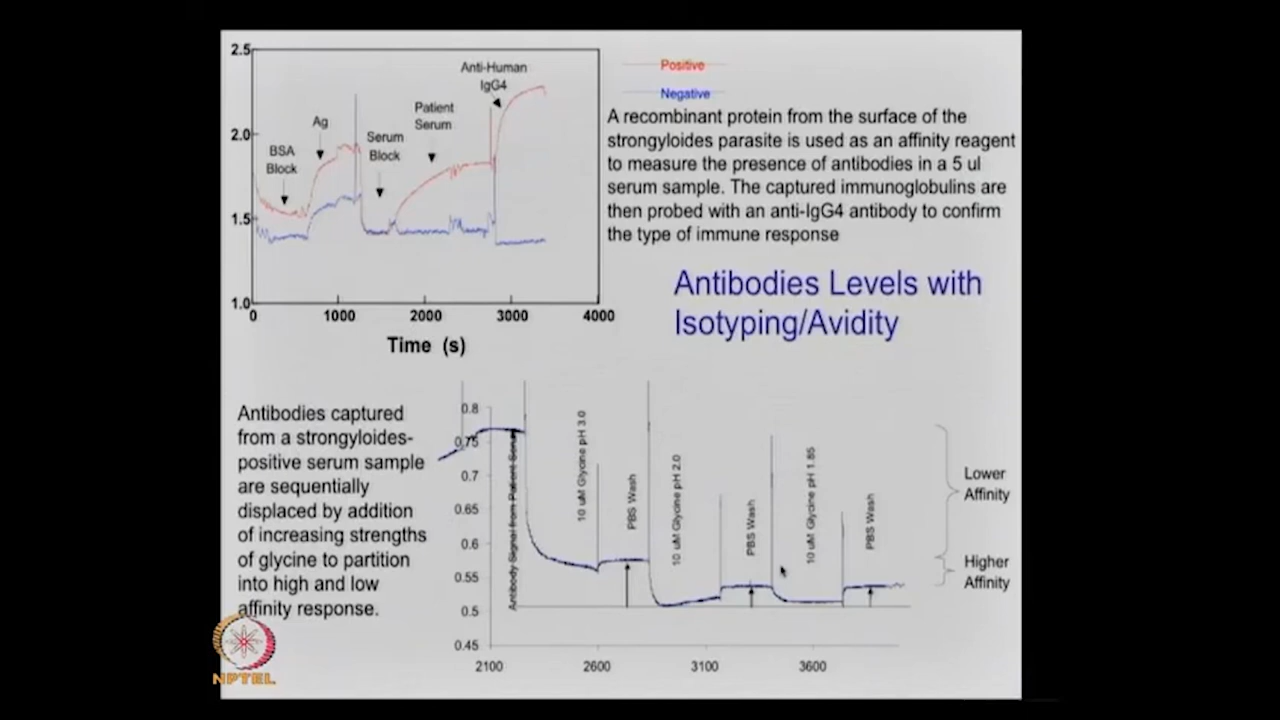 2.5
2.0
1.5
1.0
0
1000
2000
3000
4000
Time (s)
BSA
Block
Ag
Serum
Block
Patient
Serum
Anti-Human
IgG4
Positive
Negative
A recombinant protein from the surface of the
strongyloides parasite is used as an affinity reagent
to measure the presence of antibodies in a 5 ul
serum sample. The captured immunoglobulins are
then probed with an anti-IgG4 antibody to confirm
the type of immune response
Antibodies Levels with
Isotyping/Avidity
Antibodies captured
from a strongyloides-
positive serum sample
are sequentially
displaced by addition
of increasing strengths
of glycine to partition
into high and low
affinity response.
0.8
0.75
0.7
0.65
0.6
0.55
0.5
0.45
2100
2600
3100
3600
Antibody Signal from Patient Serum
10 uM Glycine pH 3.0
PBS Wash
10 uM Glycine pH 2.0
PBS Wash
10 uM Glycine pH 1.85
PBS Wash
Lower
Affinity
Higher
Affinity
NPTEL